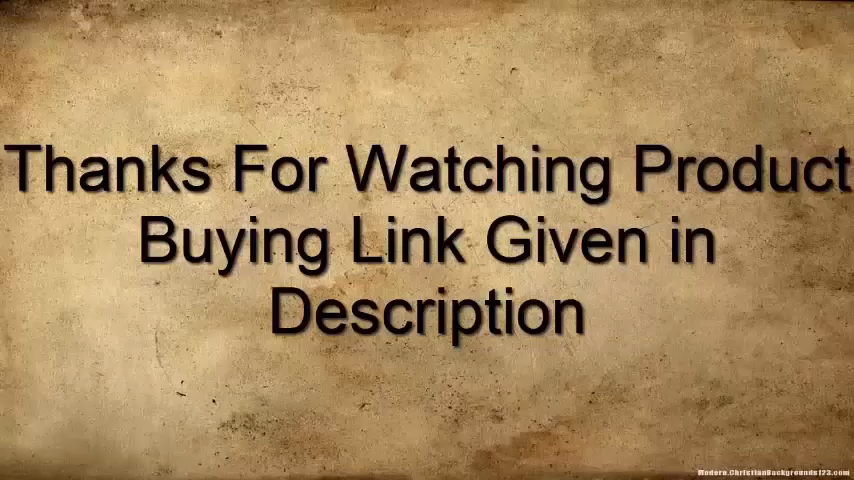 Thanks For Watching Product
Buying Link Given in
Description
Modern.ChristianBackgrounds123.com